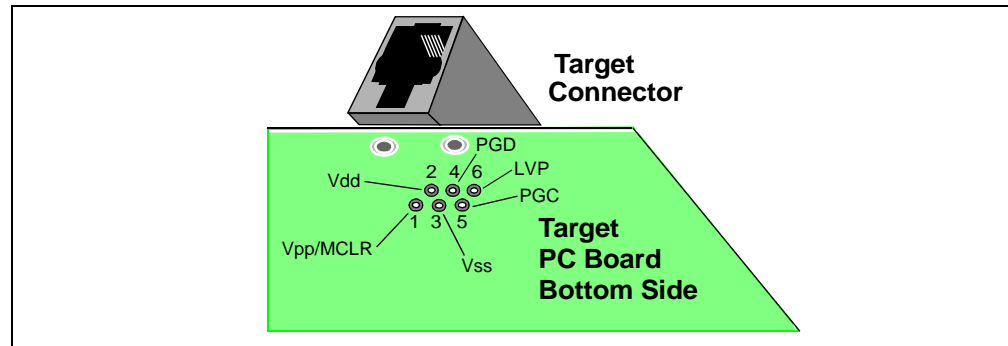 Target
Connector
PGD
2 4 6
LVP
Vdd
PGC
1 3 5
Vpp/MCLR
Vss
Target
PC Board
Bottom Side